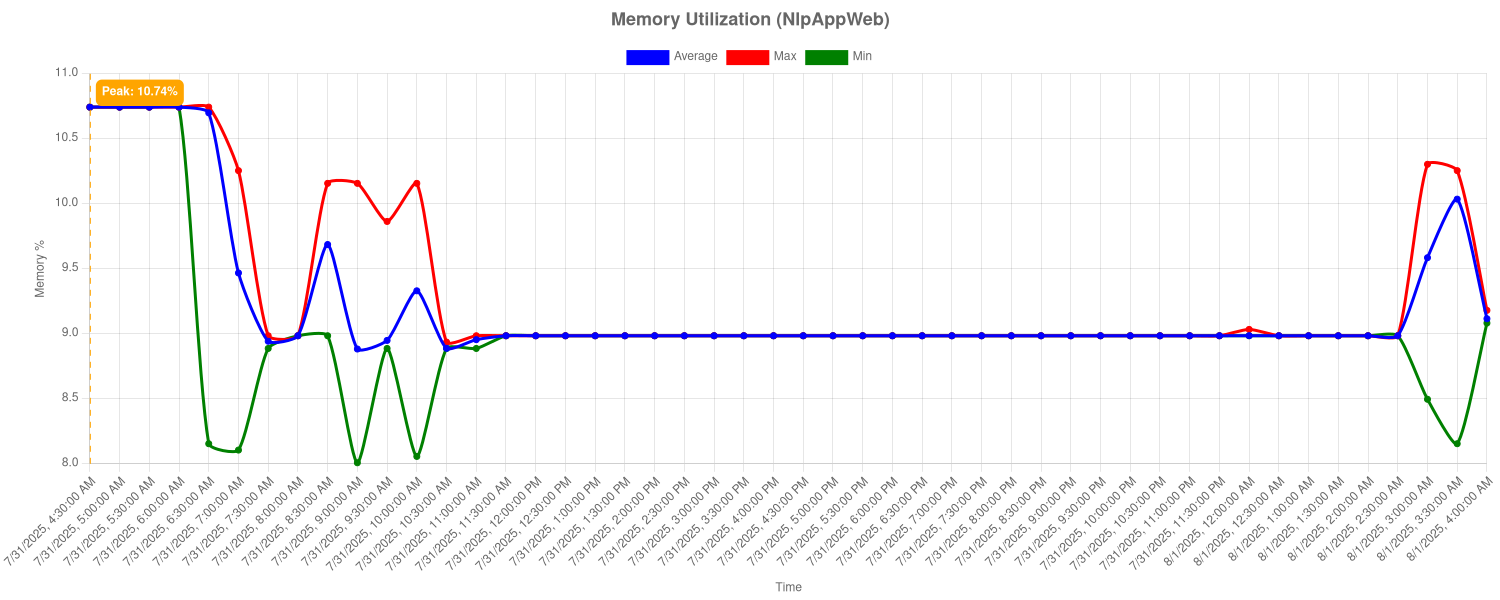 Memory Utilization (NlpAppWeb)
Average Max Min
Peak: 10.74%
11.0
10.5
10.0
9.5
9.0
8.5
8.0
Memory %
7/31/2025, 4:30:00 AM
7/31/2025, 5:00:00 AM
7/31/2025, 5:30:00 AM
7/31/2025, 6:00:00 AM
7/31/2025, 6:30:00 AM
7/31/2025, 7:00:00 AM
7/31/2025, 7:30:00 AM
7/31/2025, 8:00:00 AM
7/31/2025, 8:30:00 AM
7/31/2025, 9:00:00 AM
7/31/2025, 9:30:00 AM
7/31/2025, 10:00:00 AM
7/31/2025, 10:30:00 AM
7/31/2025, 11:00:00 AM
7/31/2025, 11:30:00 AM
7/31/2025, 12:00:00 PM
7/31/2025, 12:30:00 PM
7/31/2025, 1:00:00 PM
7/31/2025, 1:30:00 PM
7/31/2025, 2:00:00 PM
7/31/2025, 2:30:00 PM
7/31/2025, 3:00:00 PM
7/31/2025, 3:30:00 PM
7/31/2025, 4:00:00 PM
7/31/2025, 4:30:00 PM
7/31/2025, 5:00:00 PM
7/31/2025, 5:30:00 PM
7/31/2025, 6:00:00 PM
7/31/2025, 6:30:00 PM
7/31/2025, 7:00:00 PM
7/31/2025, 7:30:00 PM
7/31/2025, 8:00:00 PM
7/31/2025, 8:30:00 PM
7/31/2025, 9:00:00 PM
7/31/2025, 9:30:00 PM
7/31/2025, 10:00:00 PM
7/31/2025, 10:30:00 PM
7/31/2025, 11:00:00 PM
7/31/2025, 11:30:00 PM
8/1/2025, 12:00:00 AM
8/1/2025, 12:30:00 AM
8/1/2025, 1:00:00 AM
8/1/2025, 1:30:00 AM
8/1/2025, 2:00:00 AM
8/1/2025, 2:30:00 AM
8/1/2025, 3:00:00 AM
8/1/2025, 3:30:00 AM
8/1/2025, 4:00:00 AM
Time